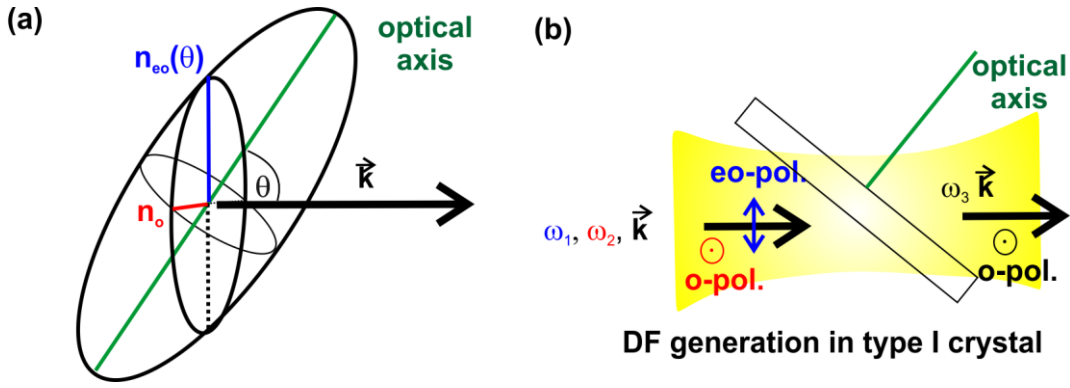 (a)
n_eo(θ)
optical
axis
θ
k⃗
n_o
(b)
optical
axis
eo-pol.
ω₁, ω₂, k⃗
o-pol.
ω₃ k⃗
o-pol.
DF generation in type I crystal